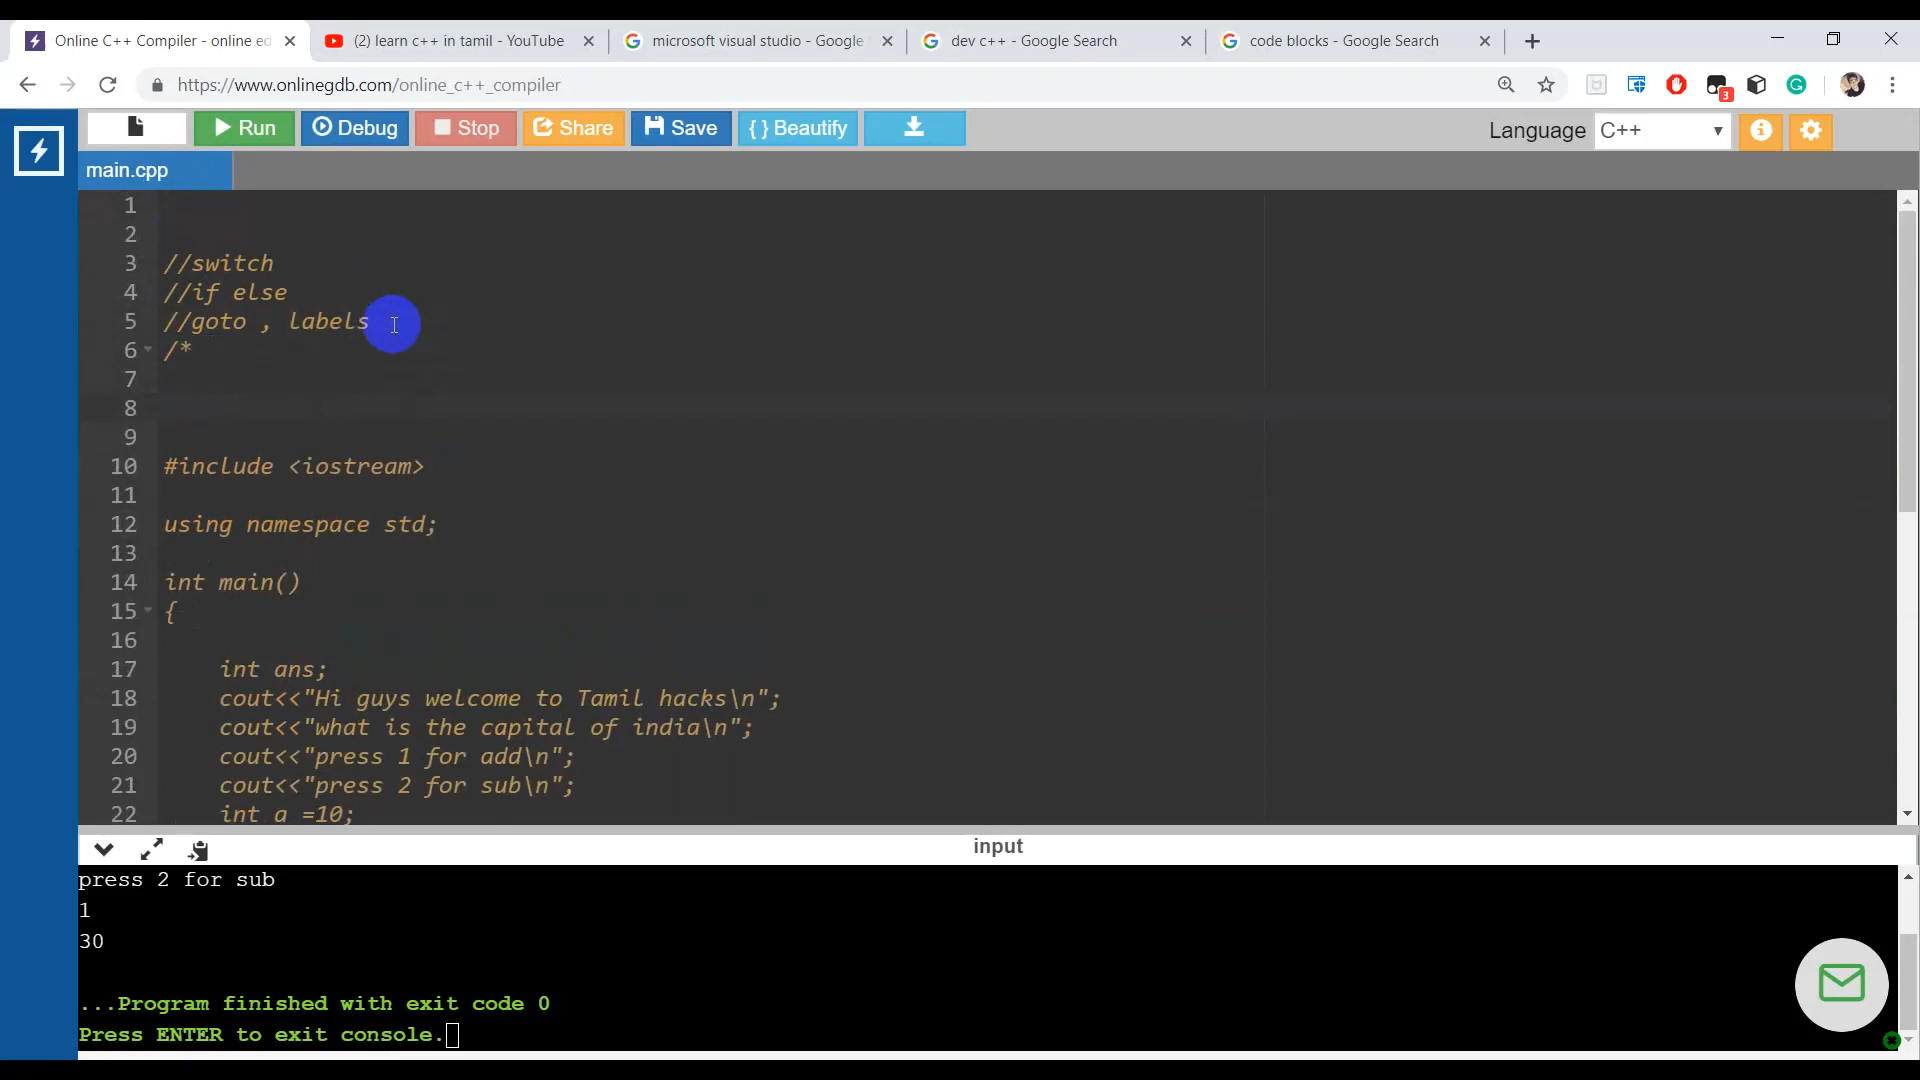 Online C++ Compiler - online ed
(2) learn c++ in tamil - YouTube
microsoft visual studio - Google
dev c++ - Google Search
code blocks - Google Search
https://www.onlinegdb.com/online_c++_compiler
3
Run
Debug
Stop
Share
Save
{ } Beautify
Language
C++
main.cpp
1
2
3 //switch
4 //if else
5 //goto , labels
6 /*
7
8
9
10 #include <iostream>
11
12 using namespace std;
13
14 int main()
15 {
16
17 int ans;
18 cout<<"Hi guys welcome to Tamil hacks\n";
19 cout<<"what is the capital of india\n";
20 cout<<"press 1 for add\n";
21 cout<<"press 2 for sub\n";
22 int a =10;
input
press 2 for sub
1
30
...Program finished with exit code 0
Press ENTER to exit console.